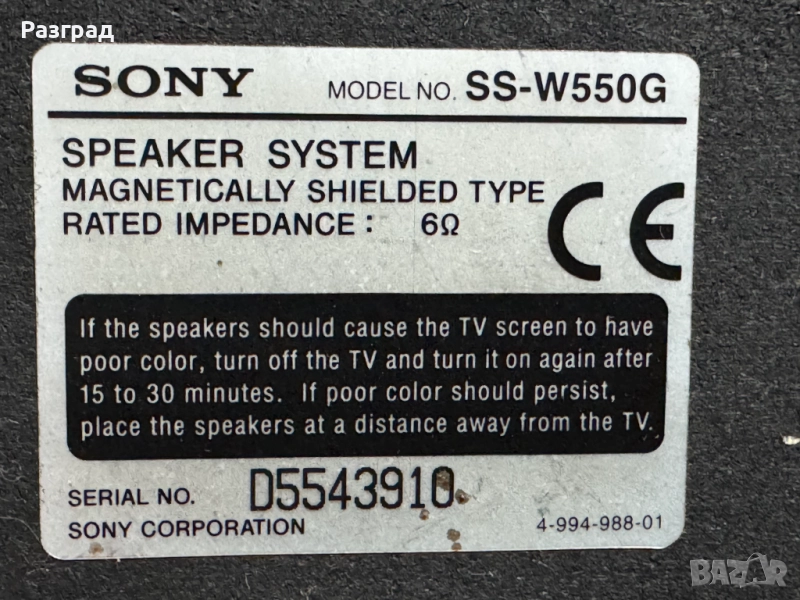 Разград
SONY MODEL NO. SS-W550G
SPEAKER SYSTEM
MAGNETICALLY SHIELDED TYPE
RATED IMPEDANCE : 6Ω
CE
If the speakers should cause the TV screen to have
poor color, turn off the TV and turn it on again after
15 to 30 minutes. If poor color should persist,
place the speakers at a distance away from the TV.
SERIAL NO. D5543910
SONY CORPORATION 4-994-988-01
BAZAR